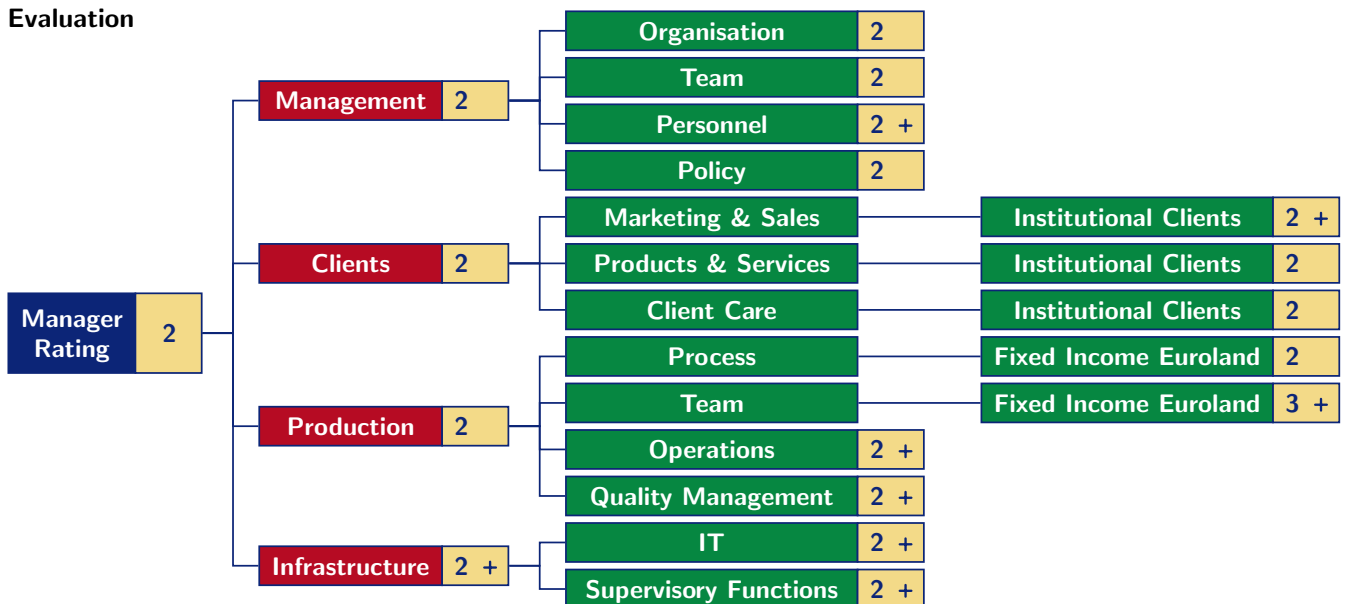 Evaluation
Organisation 2
Team 2
Management 2
Personnel 2 +
Policy 2
Marketing & Sales Institutional Clients 2 +
Clients 2 Products & Services Institutional Clients 2
Client Care Institutional Clients 2
Manager
Rating
2
Process Fixed Income Euroland 2
Team Fixed Income Euroland 3 +
Production 2
Operations 2 +
Quality Management 2 +
IT 2 +
Infrastructure 2 +
Supervisory Functions 2 +